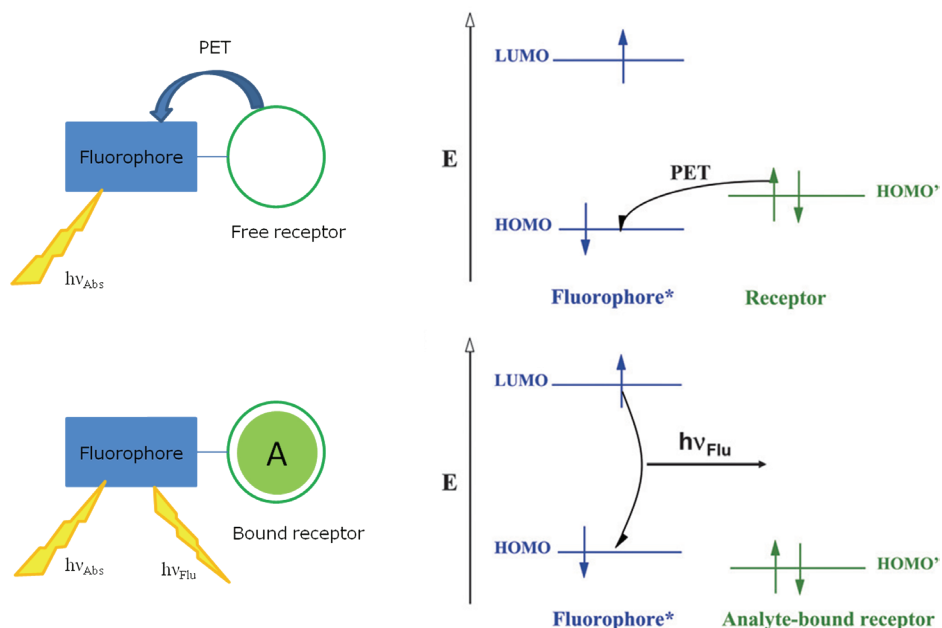 PET
Fluorophore
Free receptor
hνAbs
E
LUMO
PET
HOMO
HOMO’
Fluorophore*
Receptor
Fluorophore
A
Bound receptor
hνAbs
hνFlu
E
LUMO
hνFlu
HOMO
HOMO’
Fluorophore*
Analyte-bound receptor